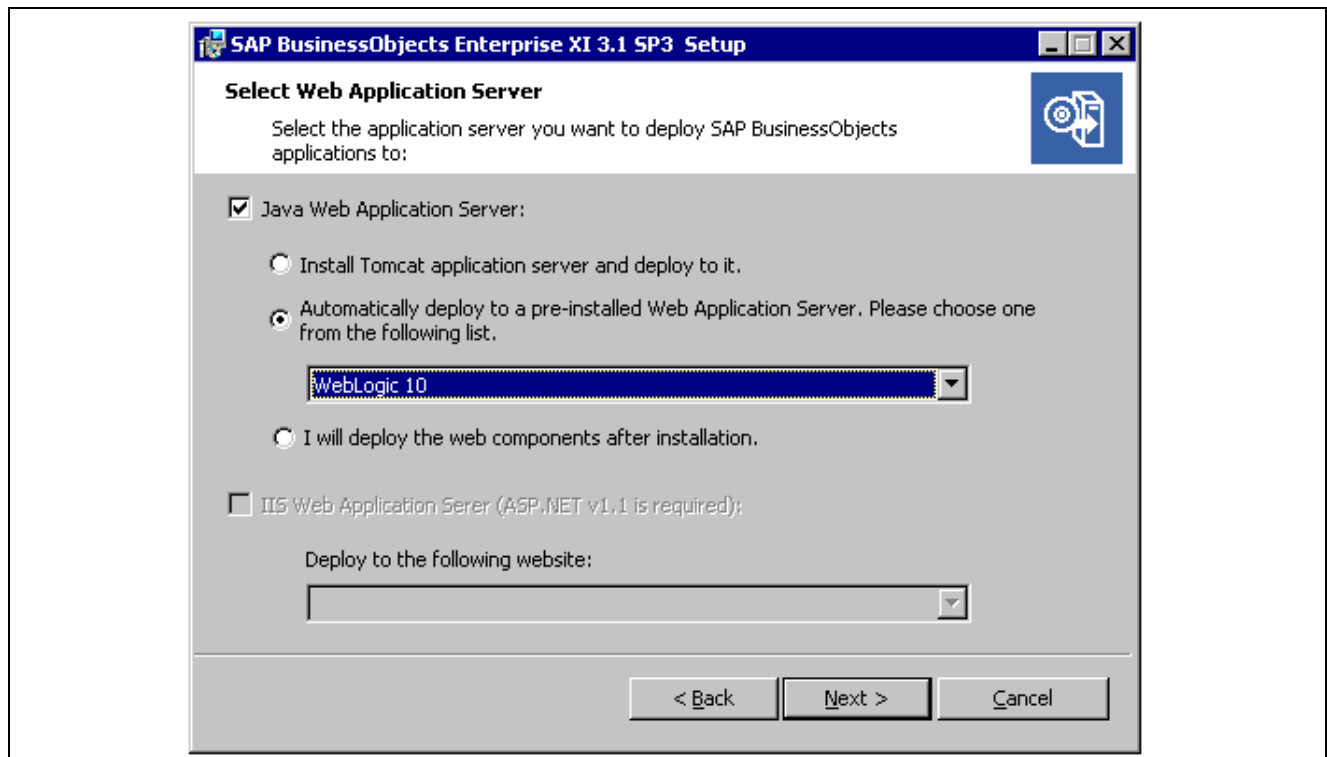 SAP BusinessObjects Enterprise XI 3.1 SP3 Setup
Select Web Application Server
Select the application server you want to deploy SAP BusinessObjects
applications to:
Java Web Application Server:
Install Tomcat application server and deploy to it.
Automatically deploy to a pre-installed Web Application Server. Please choose one
from the following list.
WebLogic 10
I will deploy the web components after installation.
IIS Web Application Serer (ASP.NET v1.1 is required):
Deploy to the following website:
< Back
Next >
Cancel